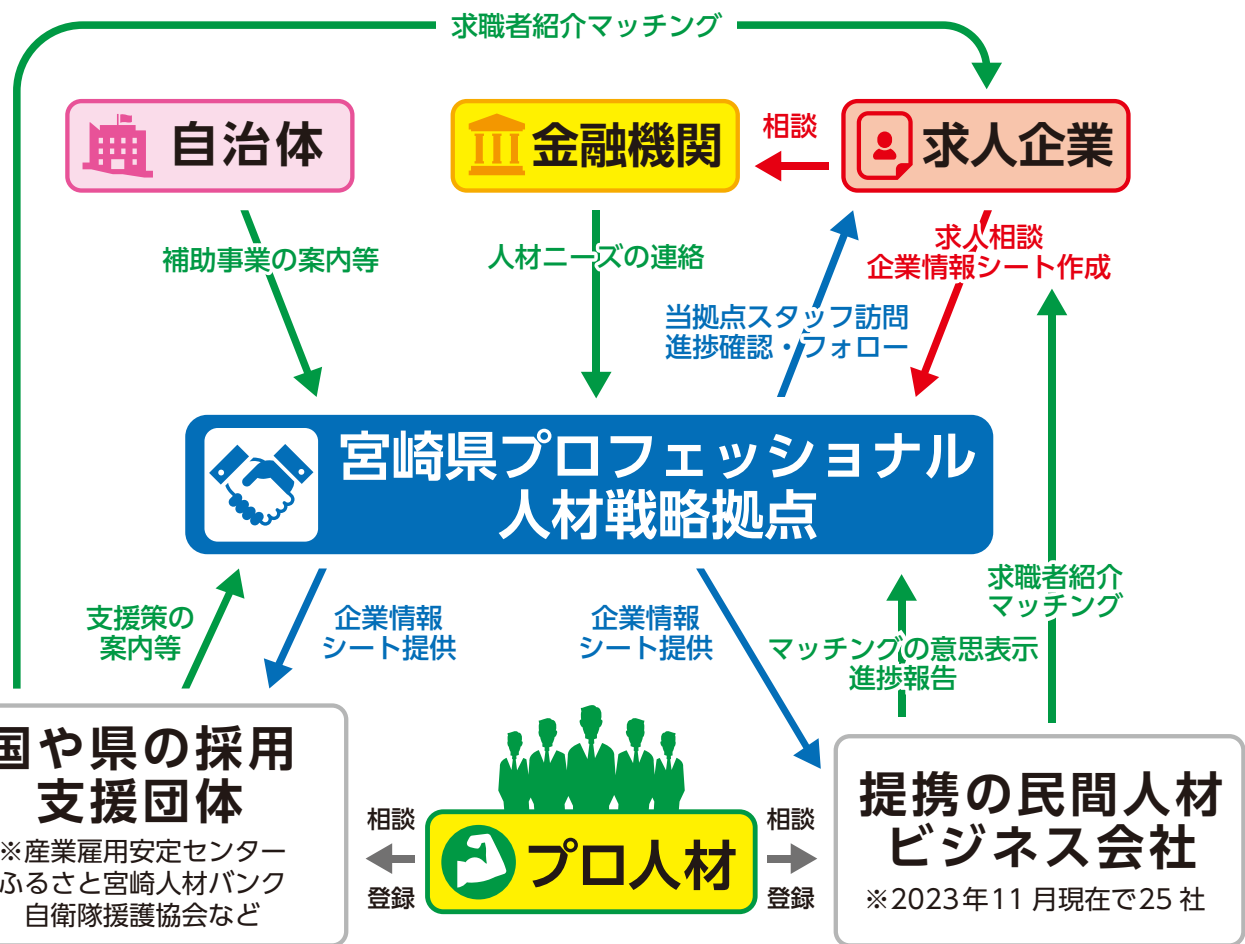 求職者紹介マッチング
自治体
金融機関
相談
求人企業
補助事業の案内等
人材ニーズの連絡
求人相談
企業情報シート作成
当拠点スタッフ訪問
進捗確認・フォロー
宮崎県プロフェッショナル
人材戦略拠点
支援策の
案内等
企業情報
シート提供
企業情報
シート提供
マッチングの意思表示
進捗報告
求職者紹介
マッチング
国や県の採用
支援団体
※産業雇用安定センター
ふるさと宮崎人材バンク
自衛隊援護協会など
相談
登録
プロ人材
相談
登録
提携の民間人材
ビジネス会社
※2023年11月現在で25社